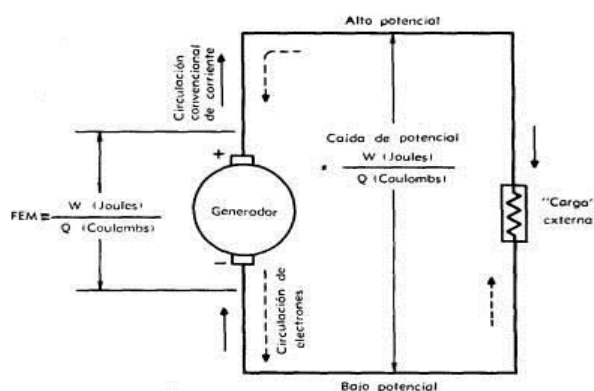 Alto potencial
Circulación
convencional
de corriente
Caída de potencial
W (Joules)
Q (Coulombs)
+
Generador
-
FEM=
W (Joules)
Q (Coulombs)
"Carga"
externa
Circulación de
electrones
Bajo potencial